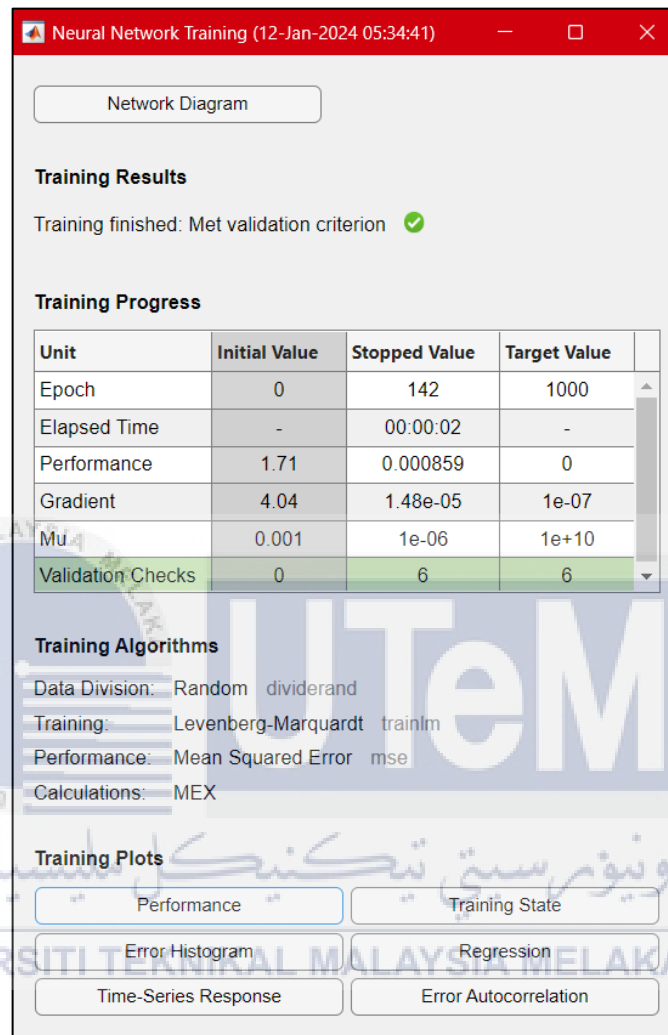 Neural Network Training (12-Jan-2024 05:34:41)
Network Diagram
Training Results
Training finished: Met validation criterion
Training Progress
Unit Initial Value Stopped Value Target Value
Epoch 0 142 1000
Elapsed Time - 00:00:02 -
Performance 1.71 0.000859 0
Gradient 4.04 1.48e-05 1e-07
Mu 0.001 1e-06 1e+10
Validation Checks 0 6 6
Training Algorithms
Data Division: Random dividerand
Training: Levenberg-Marquardt trainlm
Performance: Mean Squared Error mse
Calculations: MEX
UTeM
Training Plots
Performance Training State
Error Histogram Regression
Time-Series Response Error Autocorrelation
TEKNIKAL MALAYSIA